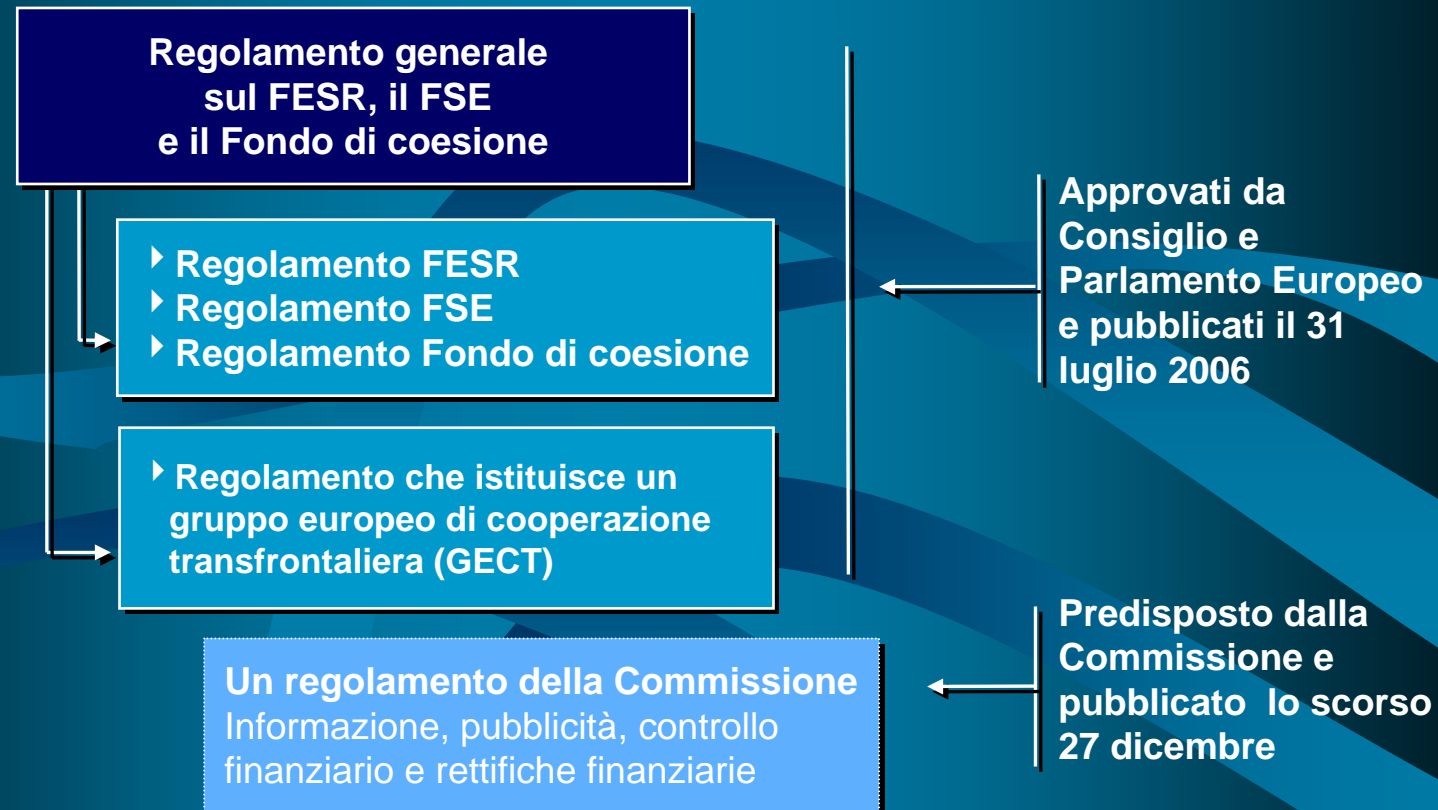 Regolamento generale
sul FESR, il FSE
e il Fondo di coesione
Regolamento FESR
Regolamento FSE
Regolamento Fondo di coesione
Regolamento che istituisce un
gruppo europeo di cooperazione
transfrontaliera (GECT)
Un regolamento della Commissione
Informazione, pubblicità, controllo
finanziario e rettifiche finanziarie
Approvati da
Consiglio e
Parlamento Europeo
e pubblicati il 31
luglio 2006
Predisposto dalla
Commissione e
pubblicato lo scorso
27 dicembre